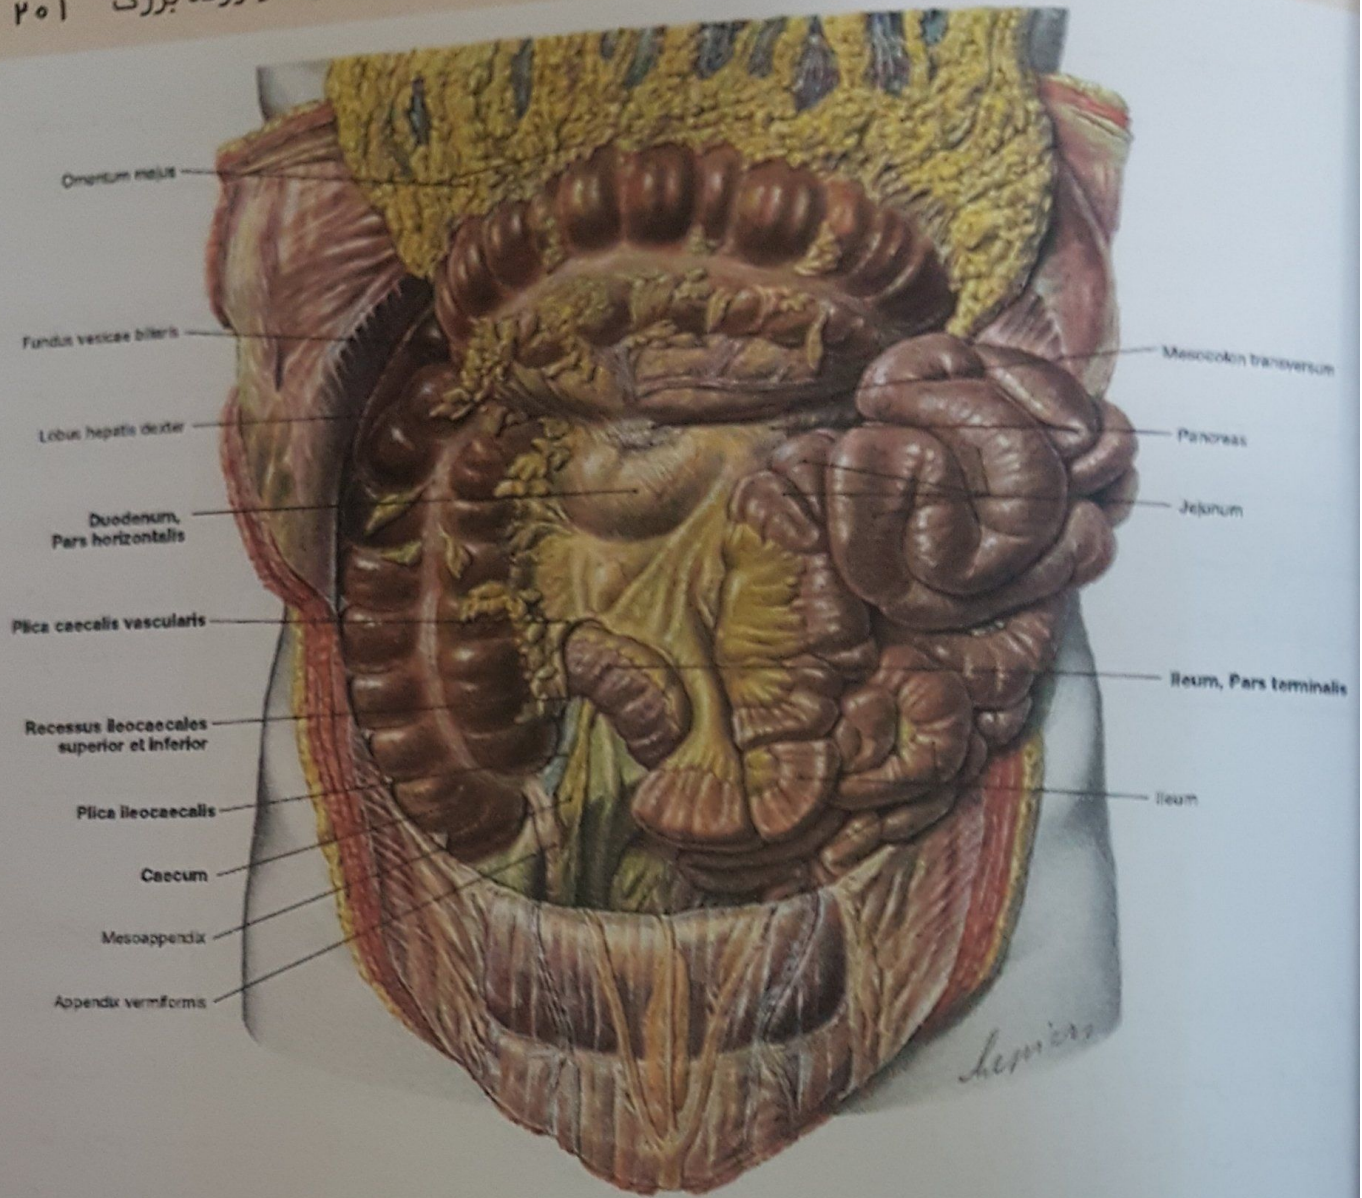 ۲۰۱
Omentum majus
Fundus vesicae biliaris
Lobus hepatis dexter
Duodenum,
Pars horizontalis
Plica caecalis vascularis
Recessus ileocaecales
superior et inferior
Plica ileocaecalis
Caecum
Mesoappendix
Appendix vermiformis
Mesocolon transversum
Pancreas
Jejunum
Ileum, Pars terminalis
Ileum